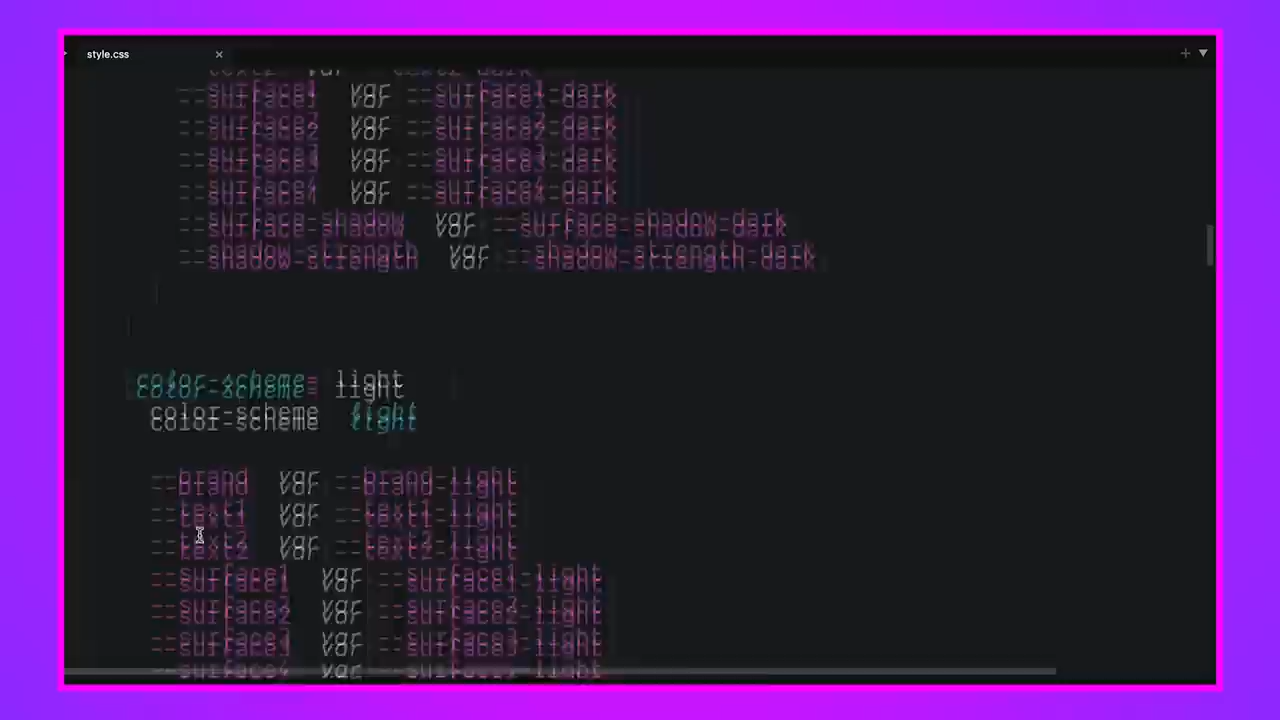 style.css
--surface1 var --surface1-dark
--surface2 var --surface2-dark
--surface3 var --surface3-dark
--surface4 var --surface4-dark
--surface-shadow var --surface-shadow-dark
--shadow-strength var --shadow-strength-dark
color-scheme= light
color-scheme light
--brand var --brand-light
--text1 var --text1-light
--text2 var --text2-light
--surface1 var --surface1-light
--surface2 var --surface2-light
--surface3 var --surface3-light
--surface4 var